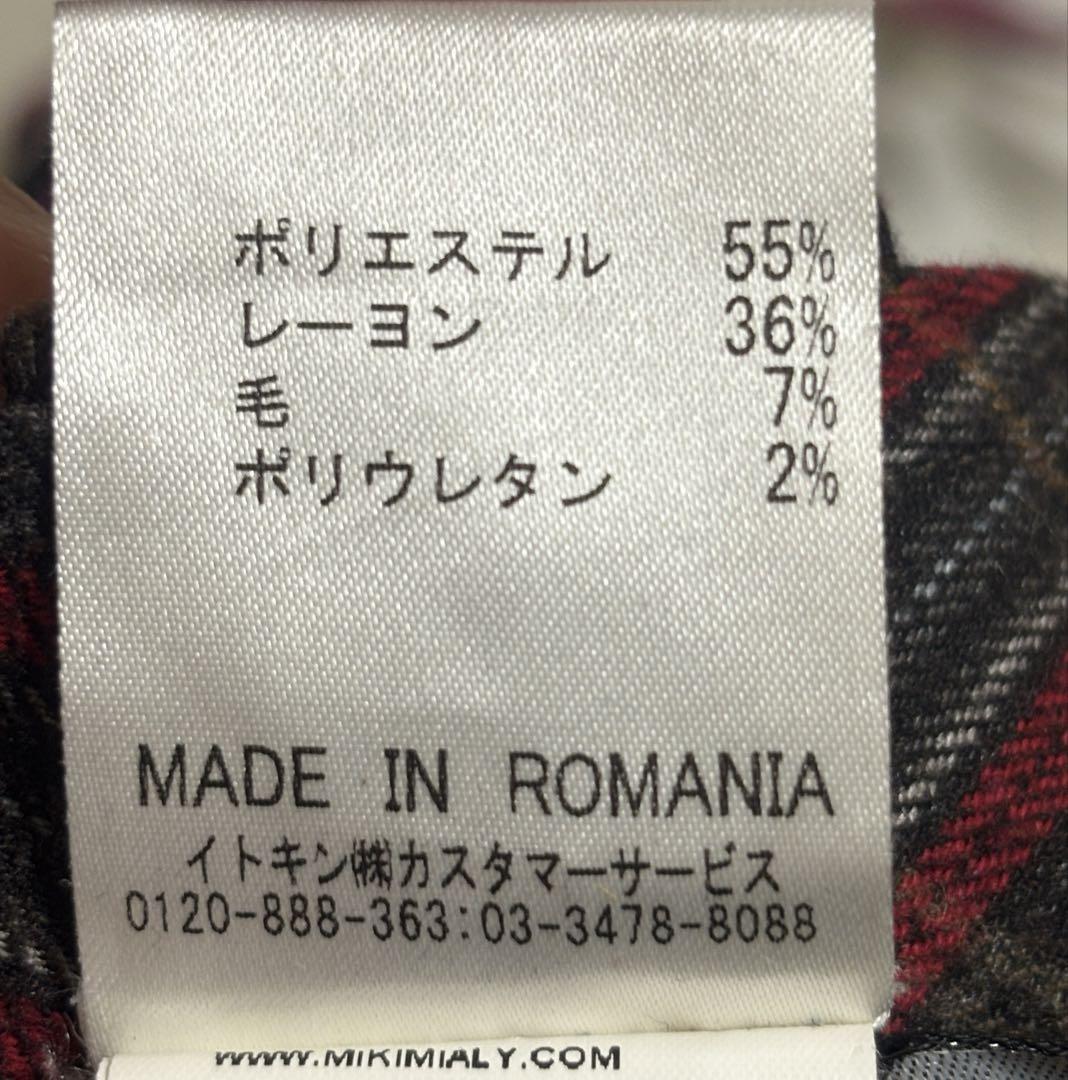 ポリエステル 55%
レーヨン 36%
毛 7%
ポリウレタン 2%
MADE IN ROMANIA
イトキン㈱カスタマーサービス
0120-888-363:03-3478-8088
WWW.MIKIMIALY.COM